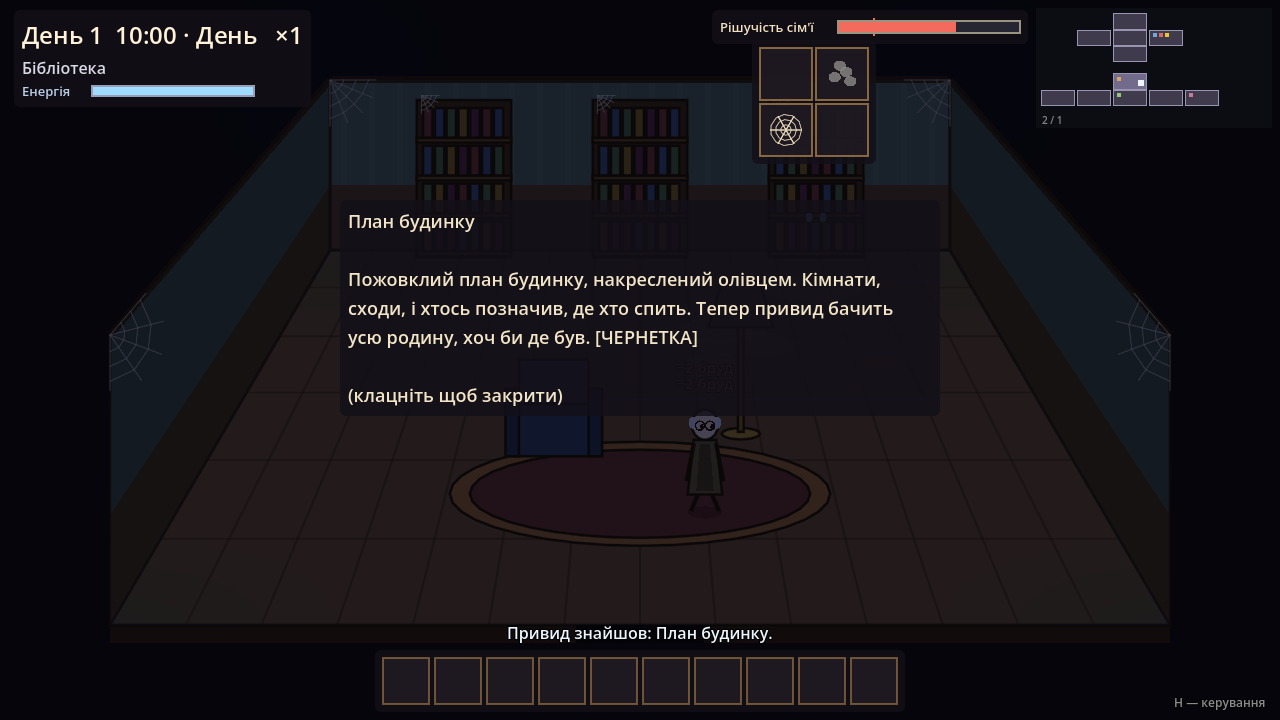 День 1 10:00 · День ×1
Бібліотека
Енергія
Рішучість сім'ї
2 / 1
План будинку
Пожовклий план будинку, накреслений олівцем. Кімнати,
сходи, і хтось позначив, де хто спить. Тепер привид бачить
усю родину, хоч би де був. [ЧЕРНЕТКА]
(клацніть щоб закрити)
Привид знайшов: План будинку.
H — керування